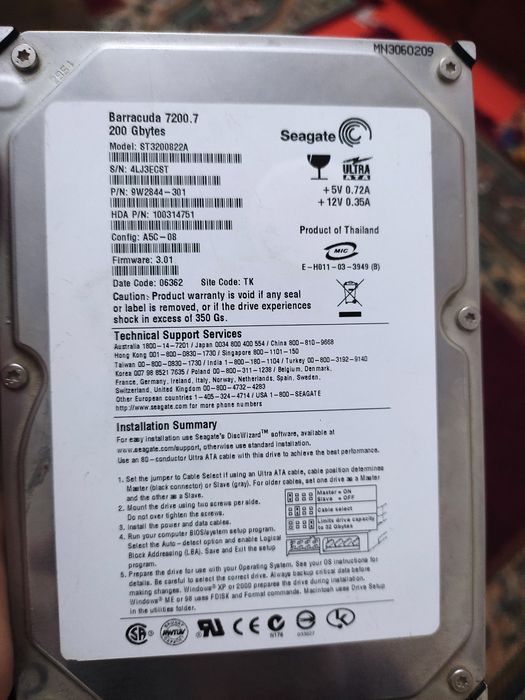 MN3060209
Barracuda 7200.7
200 Gbytes
Model: ST3200822A
S/N: 4LJ3ECST
P/N: 9W2844-301
HDA P/N: 100314751
Config: A5C-08
Firmware: 3.01
Date Code: 06362 Site Code: TK
Seagate
ULTRA
ATA
+5V 0.72A
+12V 0.35A
Product of Thailand
MIC
E-H011-03-3949 (B)
Caution: Product warranty is void if any seal
or label is removed, or if the drive experiences
shock in excess of 350 Gs.
Technical Support Services
Australia 1800-14-7201 / Japan 0034 800 400 554 / China 800-810-9668
Hong Kong 001-800-0830-1730 / Singapore 800-1101-150
Taiwan 00-800-0830-1730 / India 1-800-180-1104 / Turkey 00-800-3192-9140
Korea 007 98 8521 7635 / Poland 00-800-311-1238 / Belgium, Denmark,
France, Germany, Ireland, Italy, Norway, Netherlands, Spain, Sweden,
Switzerland, United Kingdom 00-800-4732-4283
Other European countries 1-405-324-4714 / USA 1-800-SEAGATE
http://www.seagate.com for more phone numbers
Installation Summary
For easy installation use Seagate's DiscWizard™ software, available at
www.seagate.com/support, otherwise use standard installation.
Use an 80-conductor Ultra ATA cable with this drive to achieve the best performance.
1. Set the jumper to Cable Select if using an Ultra ATA cable, cable position determines
Master (black connector) or Slave (gray). For older cables, set one drive as a Master
and the other as a Slave.
2. Mount the drive using two screws per side.
Do not over tighten the screws.
3. Install the power and data cables.
4. Run your computer BIOS/system setup program.
Select the Auto-detect option and enable Logical
Block Addressing (LBA). Save and Exit the setup
program.
Master = ON
Slave = OFF
Cable select
Limits drive capacity
to 32 Gbytes
5. Prepare the drive for use with your Operating System. See your OS instructions for
details. Be careful to select the correct drive. Always backup critical data before
making changes. Windows® XP or 2000 prepares the drive during installation.
Windows® ME or 98 uses FDISK and Format commands. Macintosh uses Drive Setup
in the utilities folder.
CE
N176